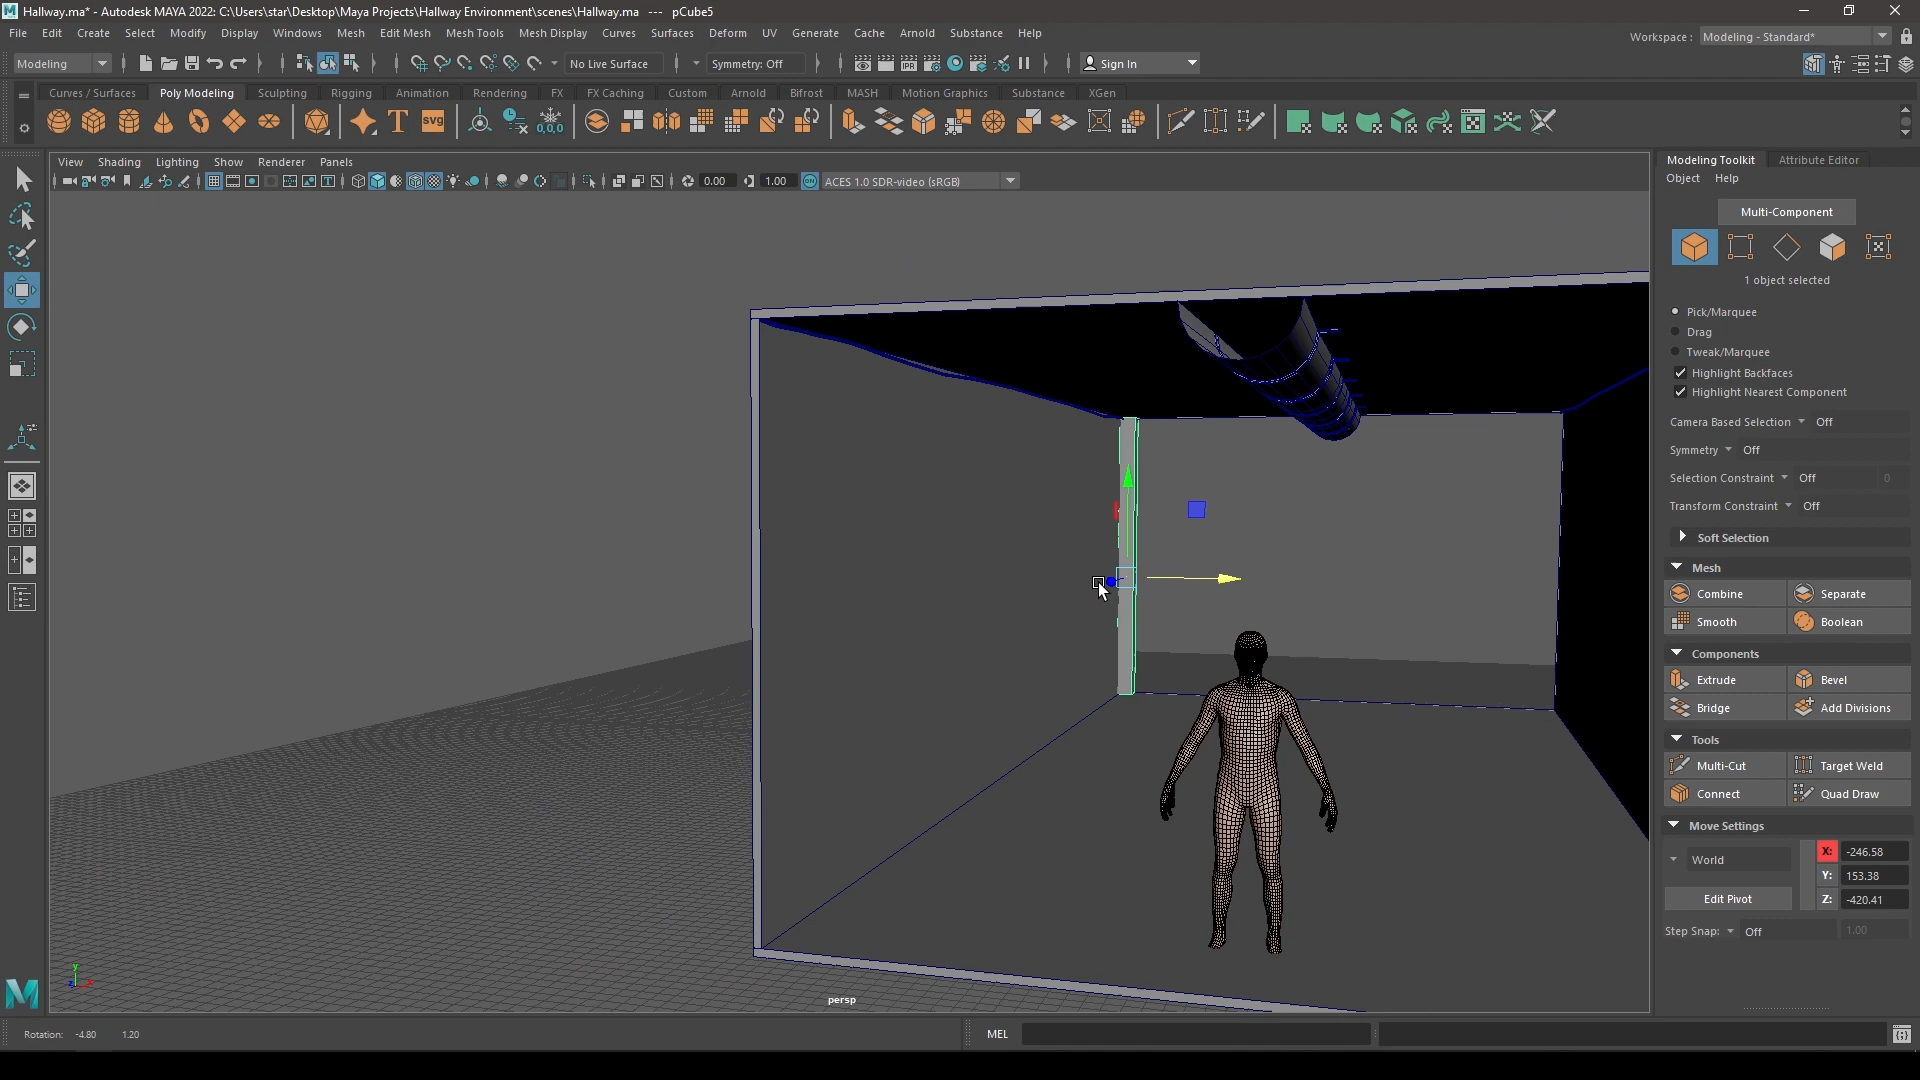 Hallway.ma* - Autodesk MAYA 2022: C:\Users\star\Desktop\Maya Projects\Hallway Environment\scenes\Hallway.ma --- pCube5
File Edit Create Select Modify Display Windows Mesh Edit Mesh Mesh Tools Mesh Display Curves Surfaces Deform UV Generate Cache Arnold Substance Help
Workspace : Modeling - Standard*
Modeling No Live Surface Symmetry: Off Sign In
Curves / Surfaces Poly Modeling Sculpting Rigging Animation Rendering FX FX Caching Custom Arnold Bifrost MASH Motion Graphics Substance XGen
T svg 0,0,0
View Shading Lighting Show Renderer Panels
0.00 1.00 ACES 1.0 SDR-video (sRGB)
Modeling Toolkit Attribute Editor
Object Help
Multi-Component
1 object selected
Pick/Marquee
Drag
Tweak/Marquee
Highlight Backfaces
Highlight Nearest Component
Camera Based Selection Off
Symmetry Off
Selection Constraint Off 0
Transform Constraint Off
Soft Selection
Mesh
Combine Separate
Smooth Boolean
Components
Extrude Bevel
Bridge Add Divisions
Tools
Multi-Cut Target Weld
Connect Quad Draw
Move Settings
World
X: -246.58
Y: 153.38
Edit Pivot
Z: -420.41
Step Snap: Off 1.00
persp
Rotation: -4.80 1.20
MEL